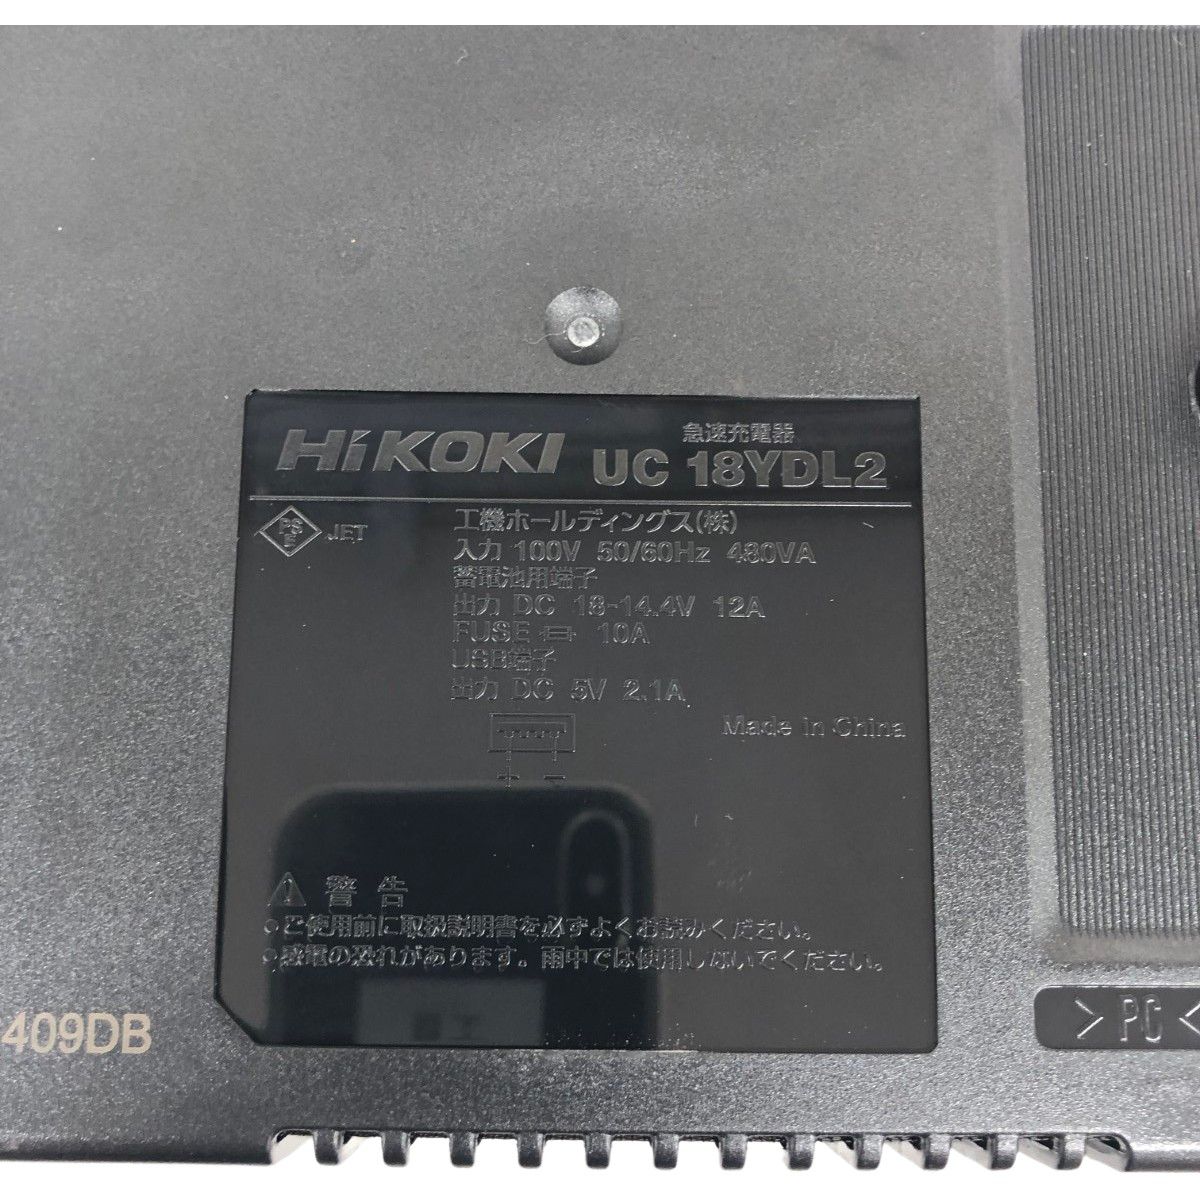 HiKOKI
急速充電器
UC 18YDL2
PS
E
JET
工機ホールディングス(株)
入力 100V 50/60Hz 480VA
蓄電池用端子
出力 DC 18-14.4V 12A
FUSE 10A
USB端子
出力 DC 5V 2.1A
+ -
Made in China
警告
○ご使用前に取扱説明書を必ずよくお読みください。
○感電の恐れがあります。雨中では使用しないでください。
409DB
>PC<